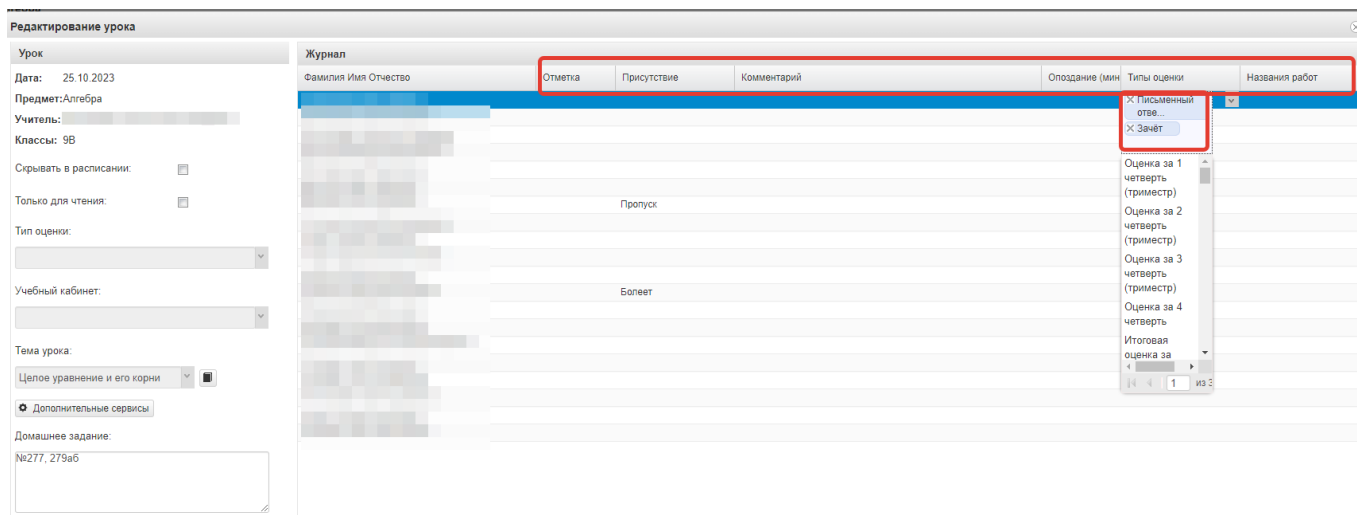 Редактирование урока
Урок
Дата: 25.10.2023
Предмет:Алгебра
Учитель:
Классы: 9В
Скрывать в расписании:
Только для чтения:
Тип оценки:
Учебный кабинет:
Тема урока:
Целое уравнение и его корни
Дополнительные сервисы
Домашнее задание:
№277, 279аб
Журнал
Фамилия Имя Отчество Отметка Присутствие Комментарий Опоздание (мин Типы оценки Названия работ
Письменный
отве...
Зачёт
Оценка за 1
четверть
(триместр)
Оценка за 2
четверть
(триместр)
Пропуск
Оценка за 3
четверть
(триместр)
Болеет
Оценка за 4
четверть
Итоговая
оценка за
1 из 3